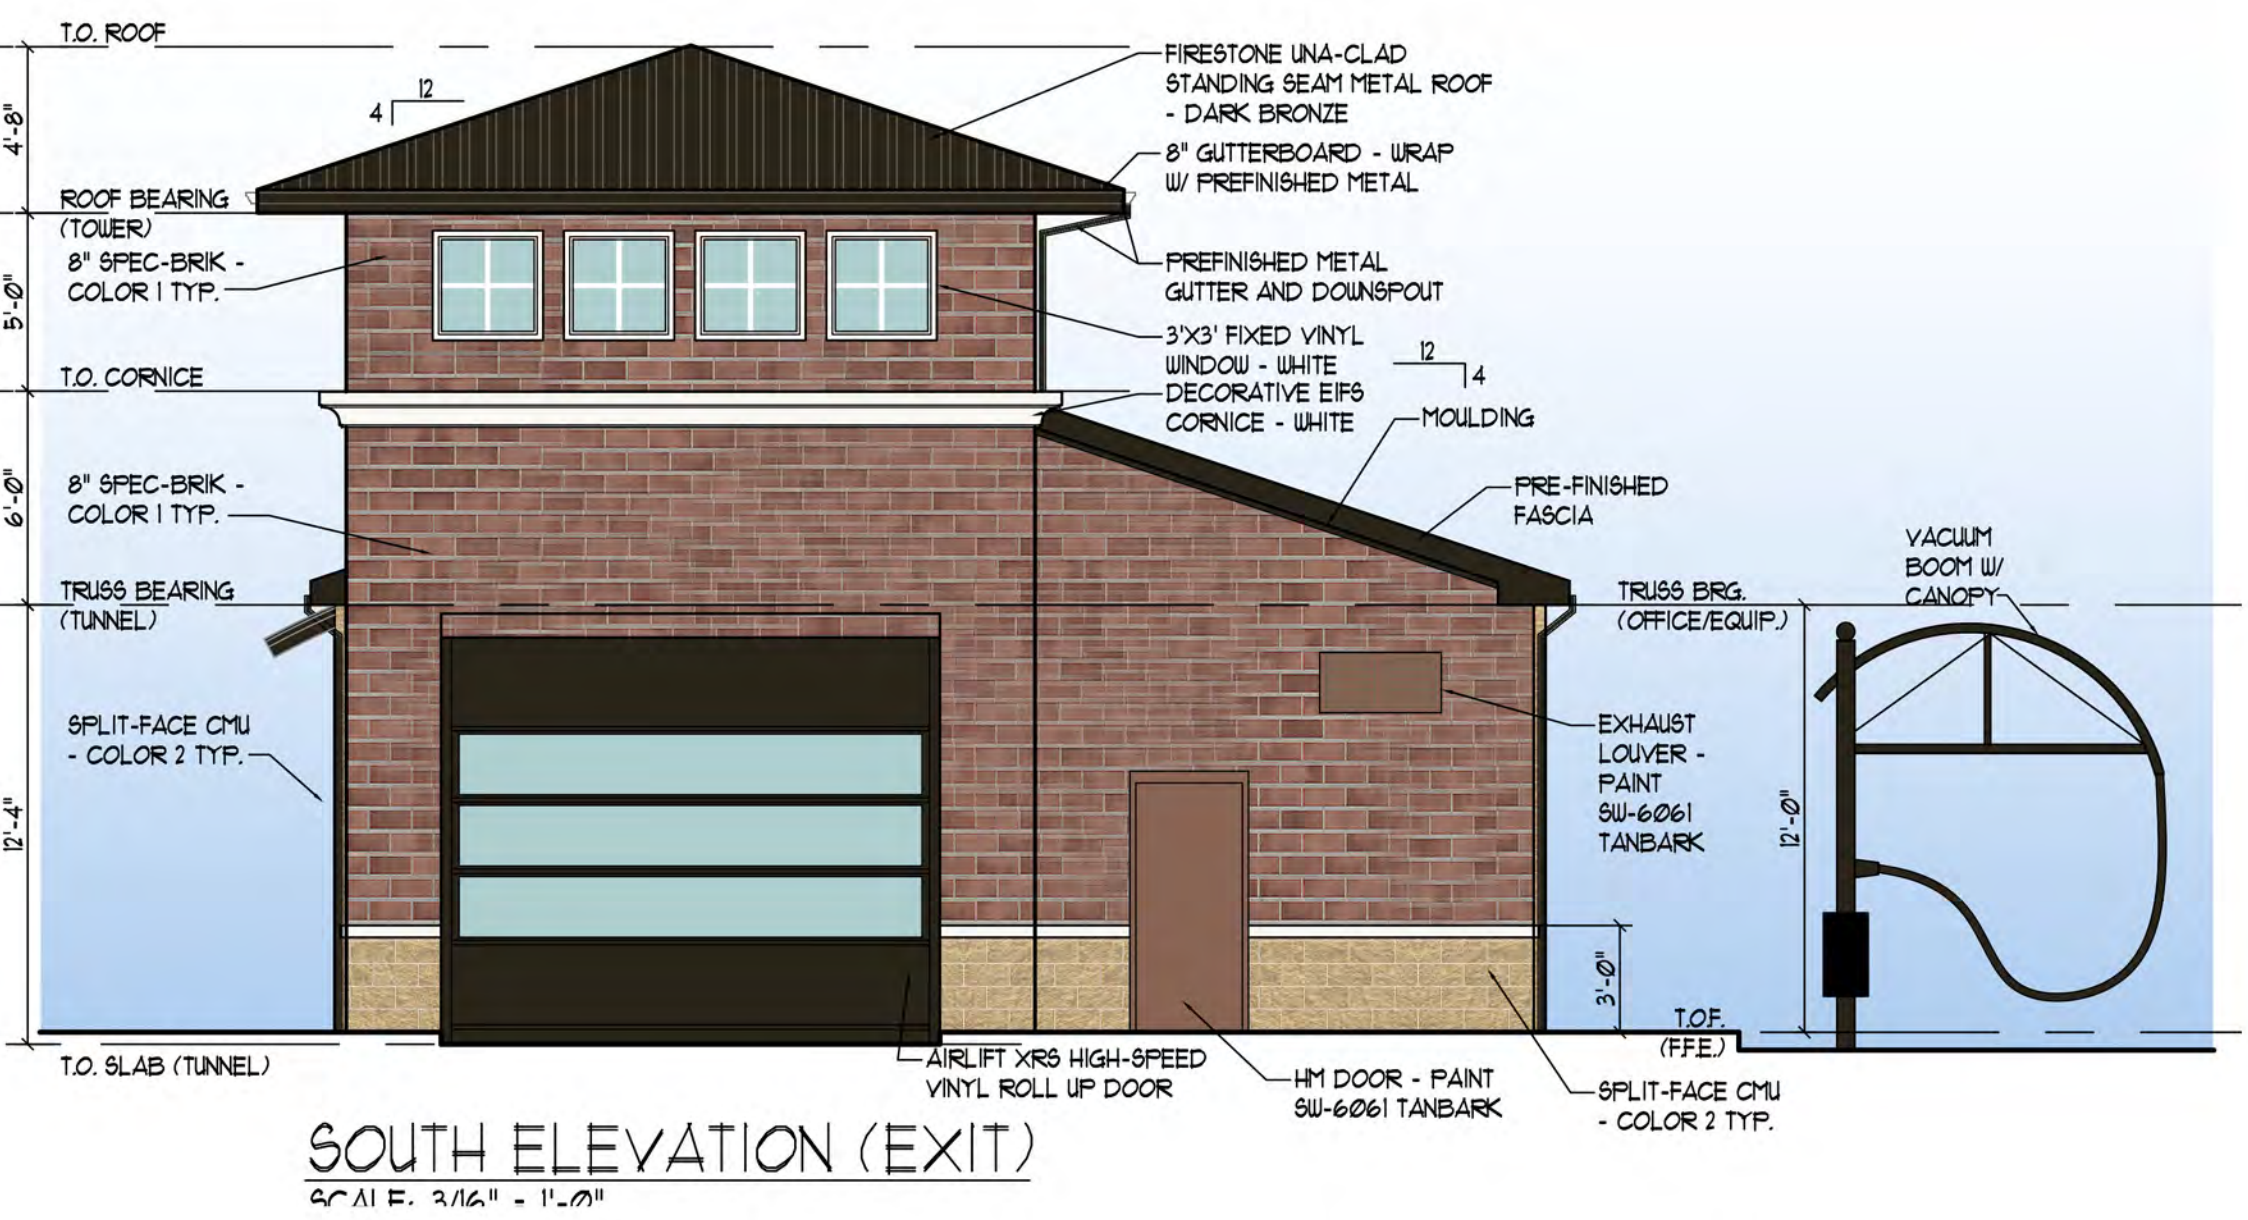 T.O. ROOF
4'-8"
12
4
FIRESTONE UNA-CLAD
STANDING SEAM METAL ROOF
- DARK BRONZE
8" GUTTERBOARD - WRAP
W/ PREFINISHED METAL
ROOF BEARING
(TOWER)
8" SPEC-BRIK -
COLOR 1 TYP.
5'-0"
PREFINISHED METAL
GUTTER AND DOWNSPOUT
3'X3' FIXED VINYL
WINDOW - WHITE
T.O. CORNICE
DECORATIVE EIFS
CORNICE - WHITE
12
4
MOULDING
8" SPEC-BRIK -
COLOR 1 TYP.
6'-0"
PRE-FINISHED
FASCIA
TRUSS BEARING
(TUNNEL)
TRUSS BRG.
(OFFICE/EQUIP.)
VACUUM
BOOM W/
CANOPY
SPLIT-FACE CMU
- COLOR 2 TYP.
12'-4"
EXHAUST
LOUVER -
PAINT
SW-6061
TANBARK
12'-0"
3'-0"
T.O.F.
(F.F.E.)
T.O. SLAB (TUNNEL)
AIRLIFT XRS HIGH-SPEED
VINYL ROLL UP DOOR
HM DOOR - PAINT
SW-6061 TANBARK
SPLIT-FACE CMU
- COLOR 2 TYP.
SOUTH ELEVATION (EXIT)
SCALE: 3/16" - 1'-0"